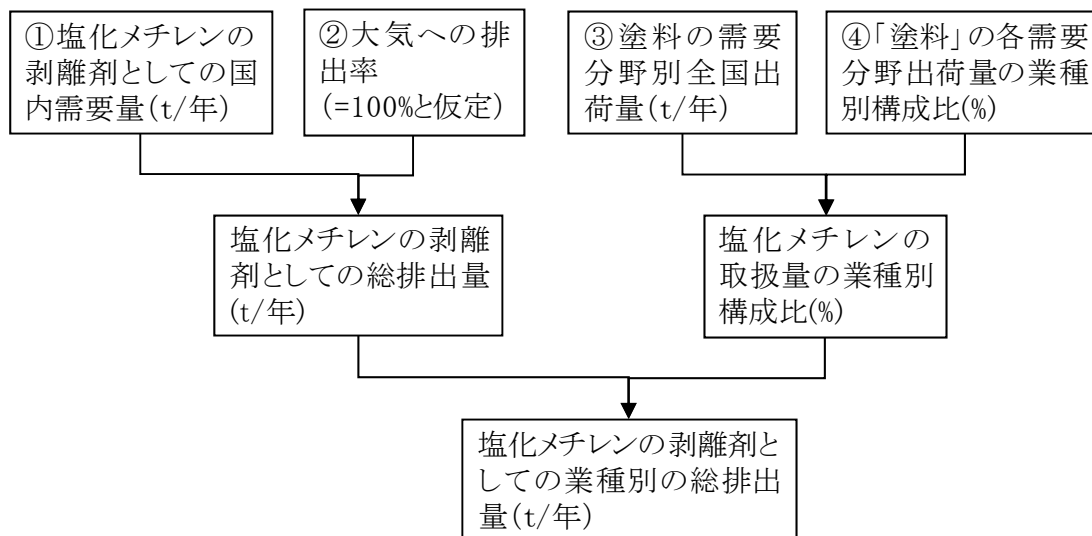 ①塩化メチレンの
剥離剤としての国
内需要量(t/年)
②大気への排
出率
(=100%と仮定)
③塗料の需要
分野別全国出
荷量(t/年)
④「塗料」の各需要
分野出荷量の業種
別構成比(%)
塩化メチレンの剥離
剤としての総排出量
(t/年)
塩化メチレンの
取扱量の業種別
構成比(%)
塩化メチレンの剥離剤と
しての業種別の総排出
量(t/年)